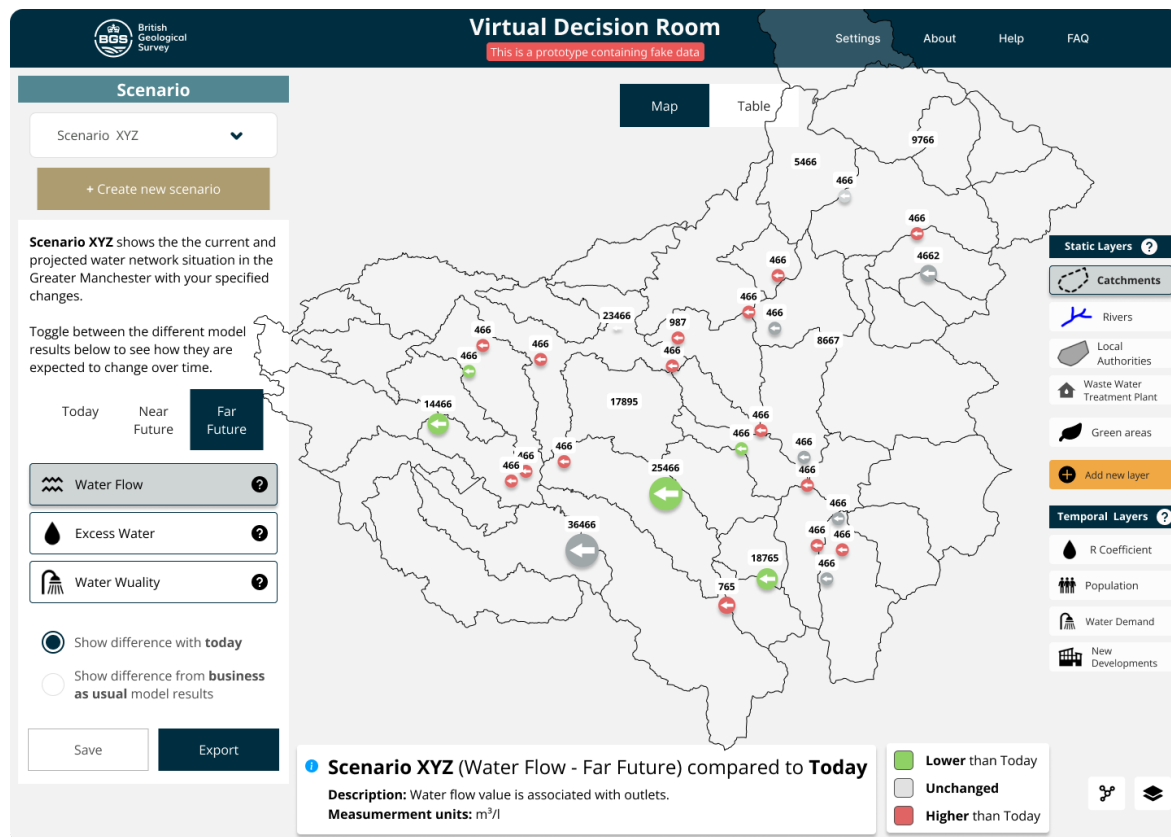 British
Geological
Survey
BGS
Virtual Decision Room
This is a prototype containing fake data
Settings
About
Help
FAQ
Scenario
Scenario XYZ
+ Create new scenario
Scenario XYZ shows the the current and
projected water network situation in the
Greater Manchester with your specified
changes.
Toggle between the different model
results below to see how they are
expected to change over time.
Today
Near
Future
Far
Future
Water Flow ?
Excess Water ?
Water Wuality ?
Show difference with today
Show difference from business
as usual model results
Save
Export
Map
Table
9766
5466
466
466
4662
466
466
466
23466
987
8667
466
466
466
466
14466
17895
466
466
466
466
466
466
25466
466
466
36466
466
466
466
18765
765
Static Layers ?
Catchments
Rivers
Local
Authorities
Waste Water
Treatment Plant
Green areas
Add new layer
Temporal Layers ?
R Coefficient
Population
Water Demand
New
Developments
i Scenario XYZ (Water Flow - Far Future) compared to Today
Description: Water flow value is associated with outlets.
Measumerment units: m³/l
Lower than Today
Unchanged
Higher than Today